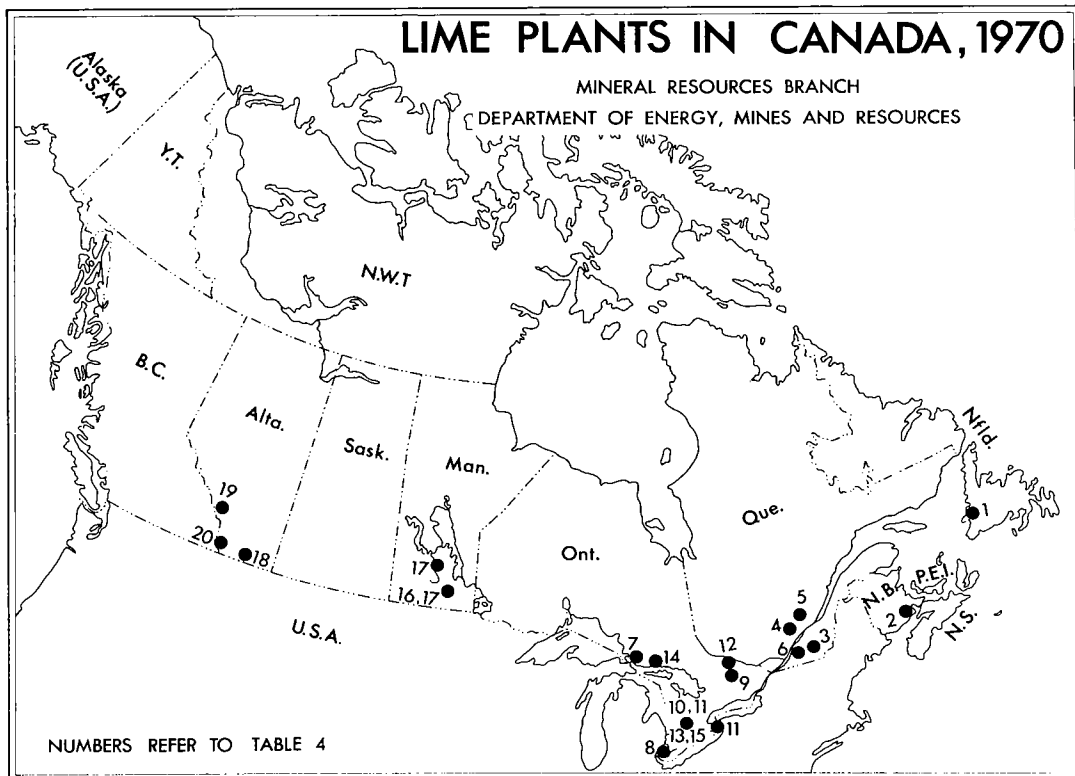 LIME PLANTS IN CANADA, 1970
MINERAL RESOURCES BRANCH
DEPARTMENT OF ENERGY, MINES AND RESOURCES
Alaska
(U.S.A.)
Y.T.
N.W.T
B.C.
Alta.
Sask.
Man.
Ont.
Que.
Nfld.
P.E.I.
N.B.
N.S.
U.S.A.
19
20
18
17
16,17
7
14
12
9
10,11
13,15
11
8
5
4
6
3
2
1
NUMBERS REFER TO TABLE 4